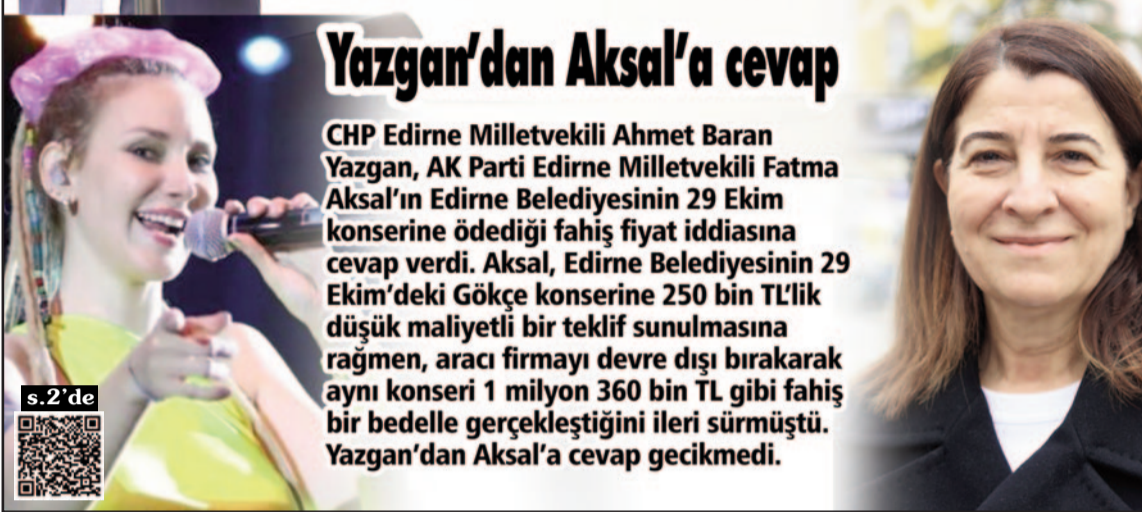 Yazgan'dan Aksal'a cevap
CHP Edirne Milletvekili Ahmet Baran
Yazgan, AK Parti Edirne Milletvekili Fatma
Aksal'ın Edirne Belediyesinin 29 Ekim
konserine ödediği fahiş fiyat iddiasına
cevap verdi. Aksal, Edirne Belediyesinin 29
Ekim'deki Gökçe konserine 250 bin TL'lik
düşük maliyetli bir teklif sunulmasına
rağmen, aracı firmayı devre dışı bırakarak
aynı konseri 1 milyon 360 bin TL gibi fahiş
bir bedelle gerçekleştiğini ileri sürmüştü.
Yazgan'dan Aksal'a cevap gecikmedi.
s.2'de